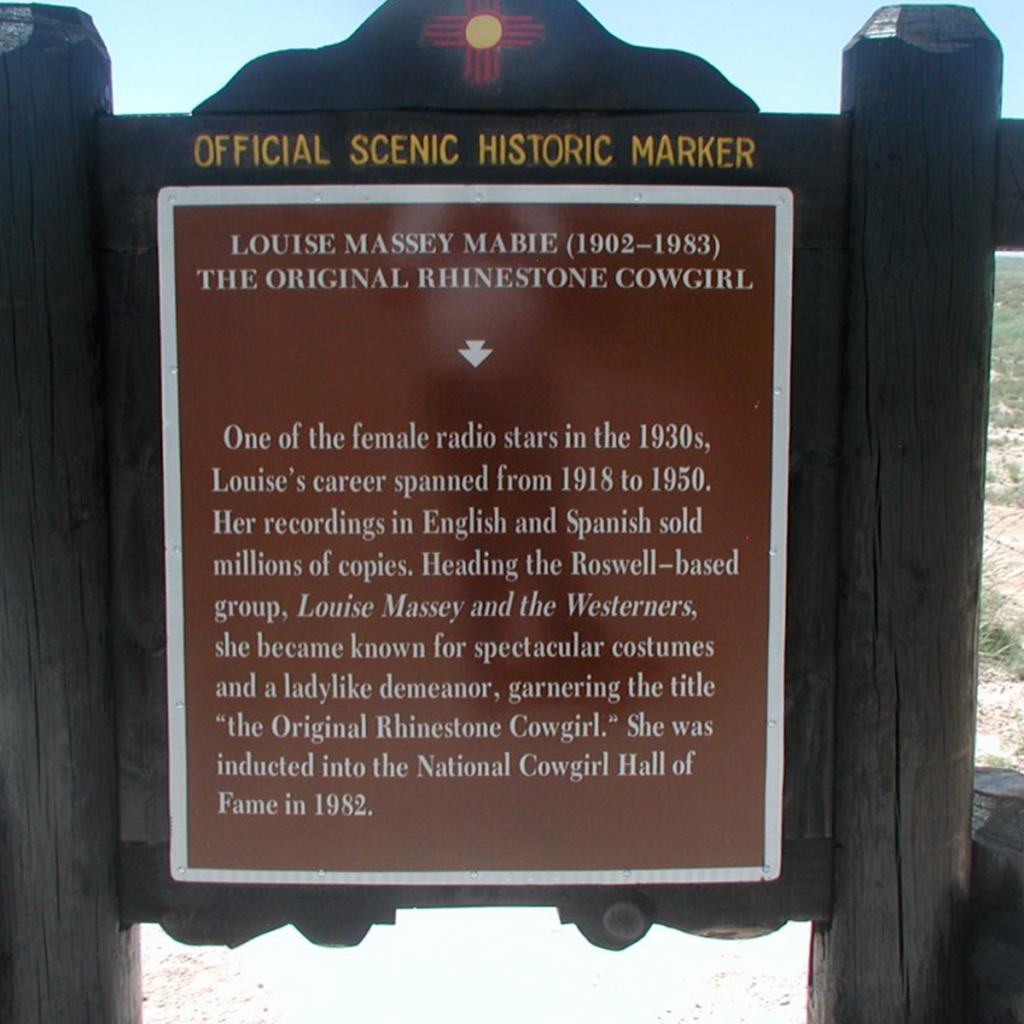 OFFICIAL SCENIC HISTORIC MARKER
LOUISE MASSEY MABIE (1902–1983)
THE ORIGINAL RHINESTONE COWGIRL
One of the female radio stars in the 1930s,
Louise's career spanned from 1918 to 1950.
Her recordings in English and Spanish sold
millions of copies. Heading the Roswell–based
group, Louise Massey and the Westerners,
she became known for spectacular costumes
and a ladylike demeanor, garnering the title
“the Original Rhinestone Cowgirl.” She was
inducted into the National Cowgirl Hall of
Fame in 1982.